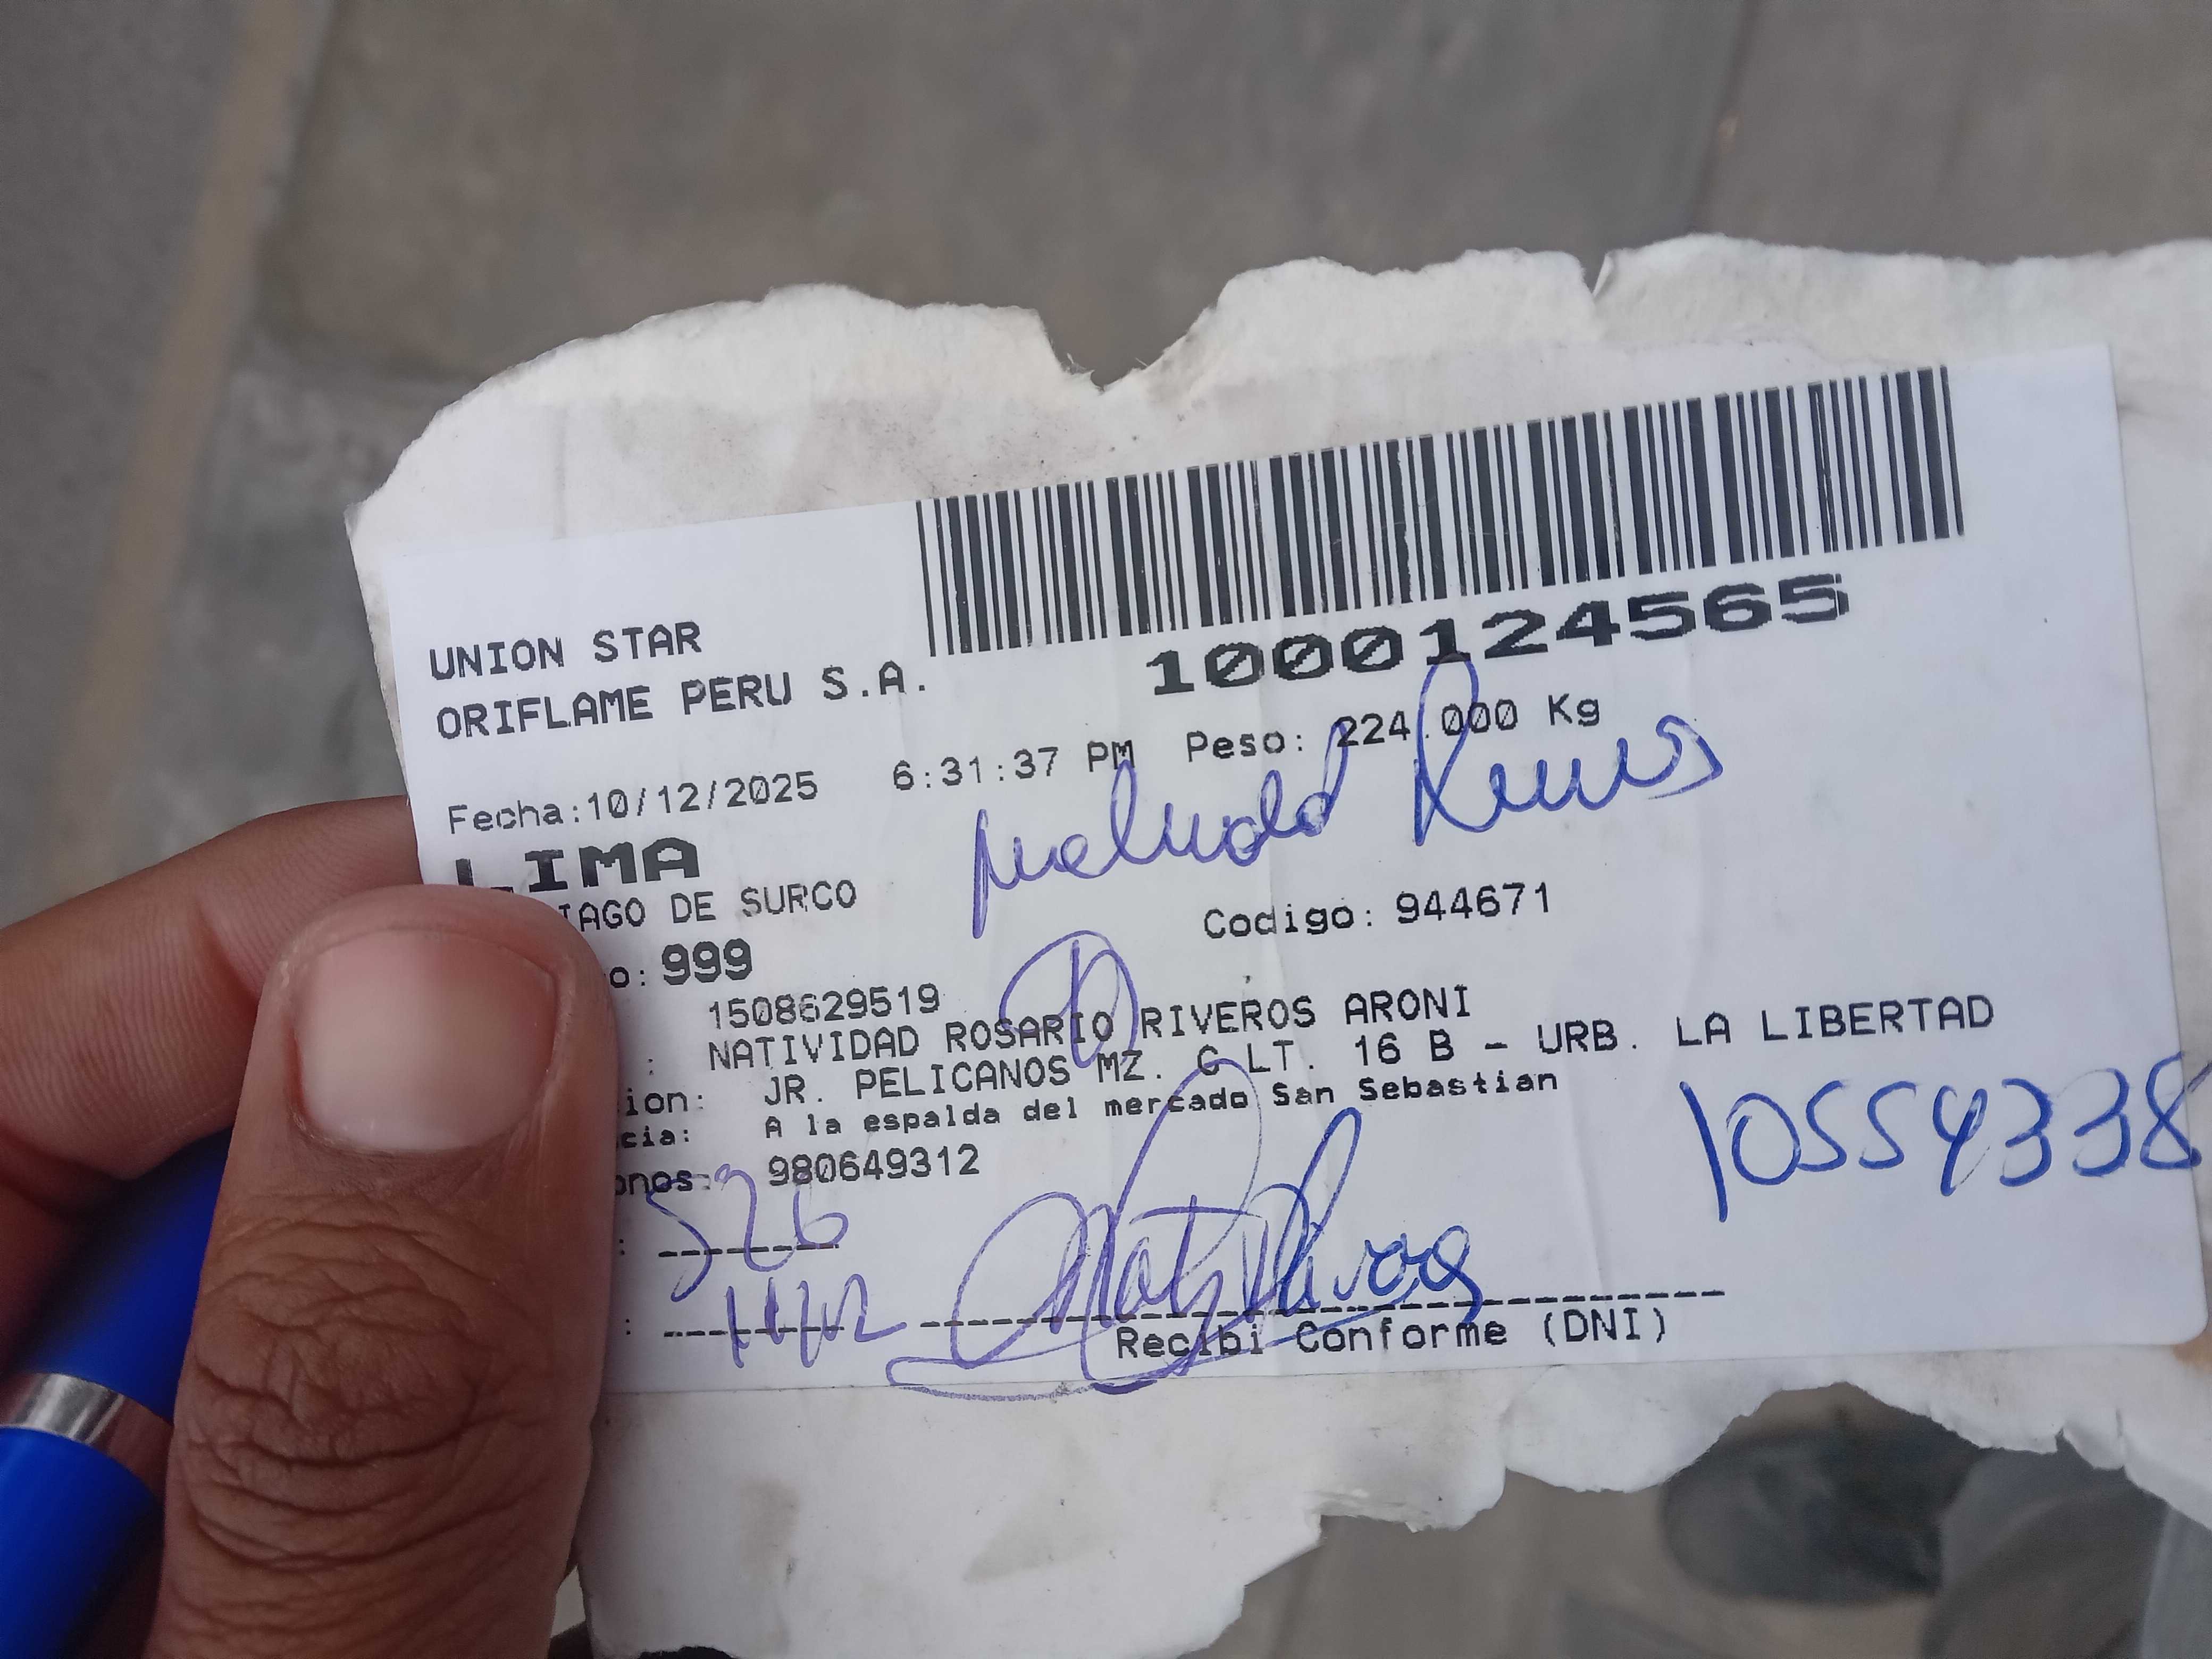 1000124565
UNION STAR
ORIFLAME PERU S.A.
Fecha:10/12/2025 6:31:37 PM Peso: 224.000 Kg
LIMA
IAGO DE SURCO
o: 999 Codigo: 944671
1508629519
: NATIVIDAD ROSARIO RIVEROS ARONI
ion: JR. PELICANOS MZ. C LT. 16 B - URB. LA LIBERTAD
cia: A la espalda del mercado San Sebastian
onos: 980649312
10554338
: 526
:
Recibi Conforme (DNI)